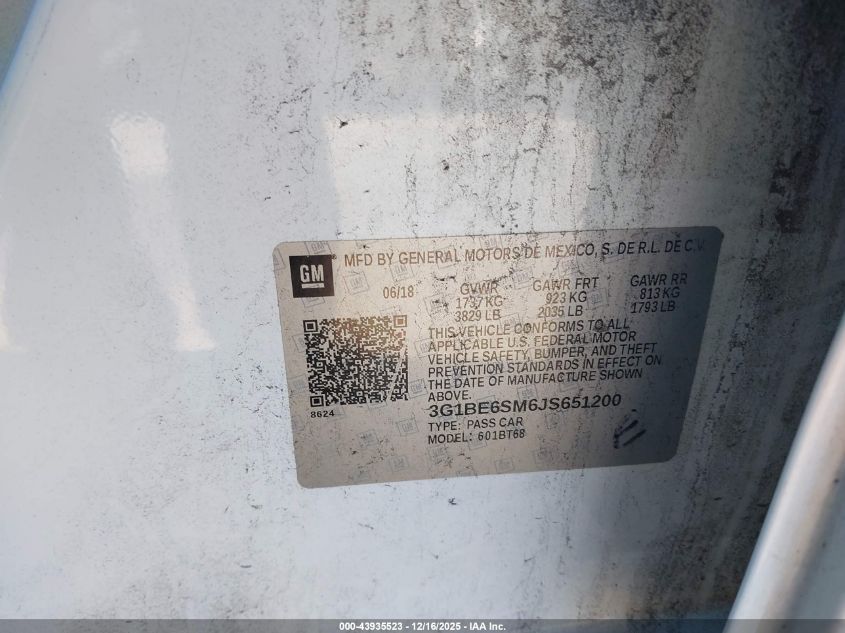 GM
MFD BY GENERAL MOTORS DE MEXICO, S. DE R.L. DE C.V.
06/18 GVWR GAWR FRT GAWR RR
1737 KG 923 KG 813 KG
3829 LB 2035 LB 1793 LB
THIS VEHICLE CONFORMS TO ALL
APPLICABLE U.S. FEDERAL MOTOR
VEHICLE SAFETY, BUMPER, AND THEFT
PREVENTION STANDARDS IN EFFECT ON
THE DATE OF MANUFACTURE SHOWN
ABOVE.
8624
3G1BE6SM6JS651200
TYPE: PASS CAR
MODEL: 601BT68
000-43935523 - 12/16/2025 - IAA Inc.